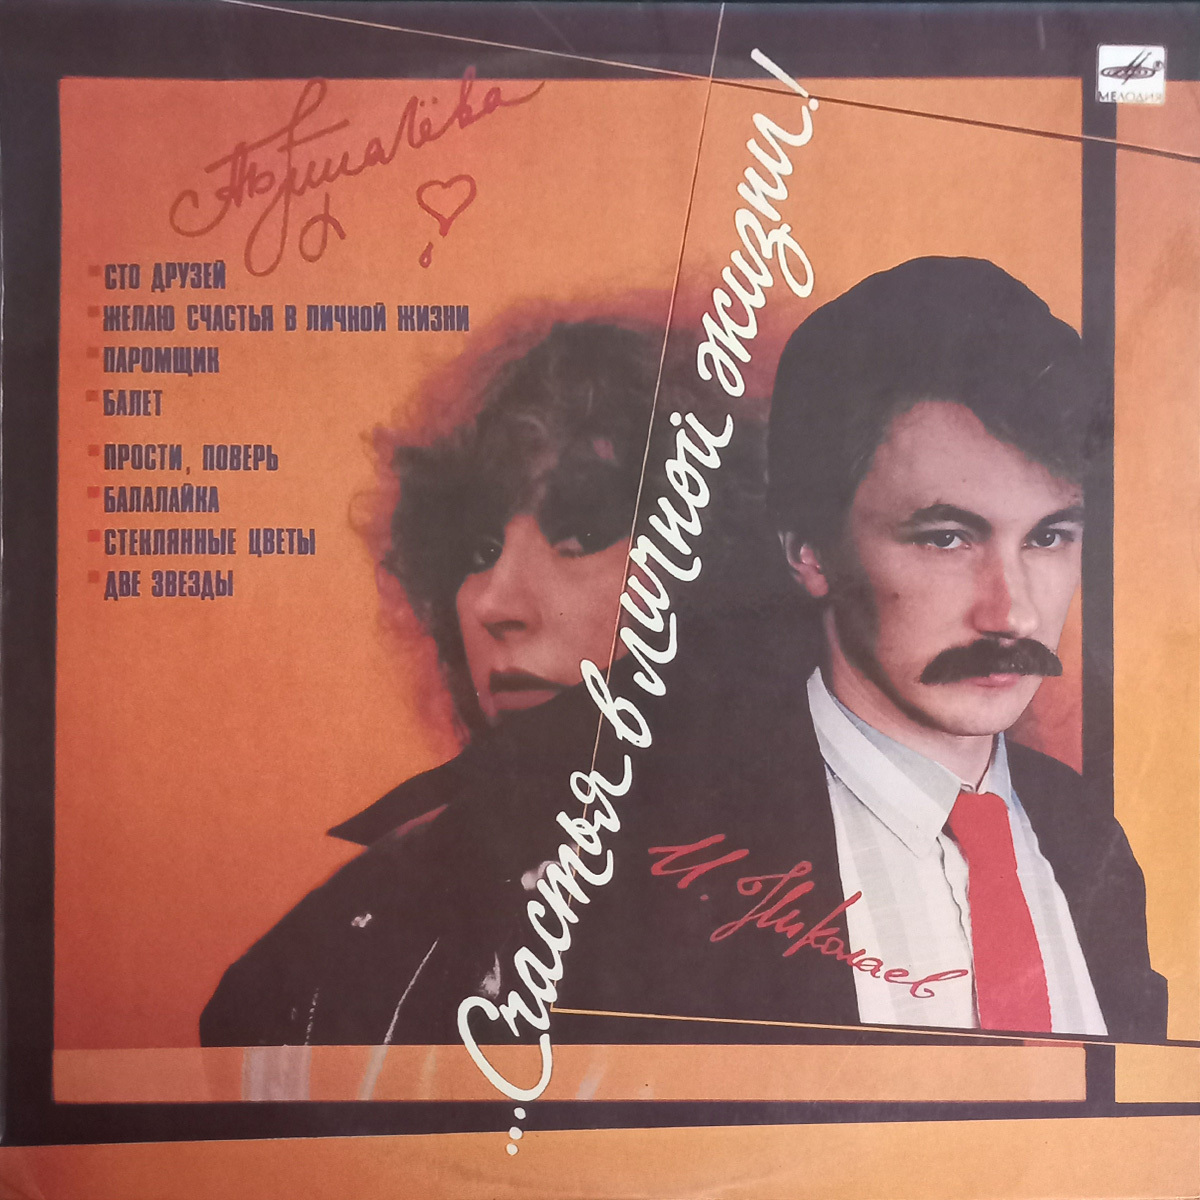 А. Пугачёва
МЕЛОДИЯ
СТО ДРУЗЕЙ
ЖЕЛАЮ СЧАСТЬЯ В ЛИЧНОЙ ЖИЗНИ
ПАРОМЩИК
БАЛЕТ
ПРОСТИ, ПОВЕРЬ
БАЛАЛАЙКА
СТЕКЛЯННЫЕ ЦВЕТЫ
ДВЕ ЗВЕЗДЫ
...Счастья в личной жизни!
И. Николаев